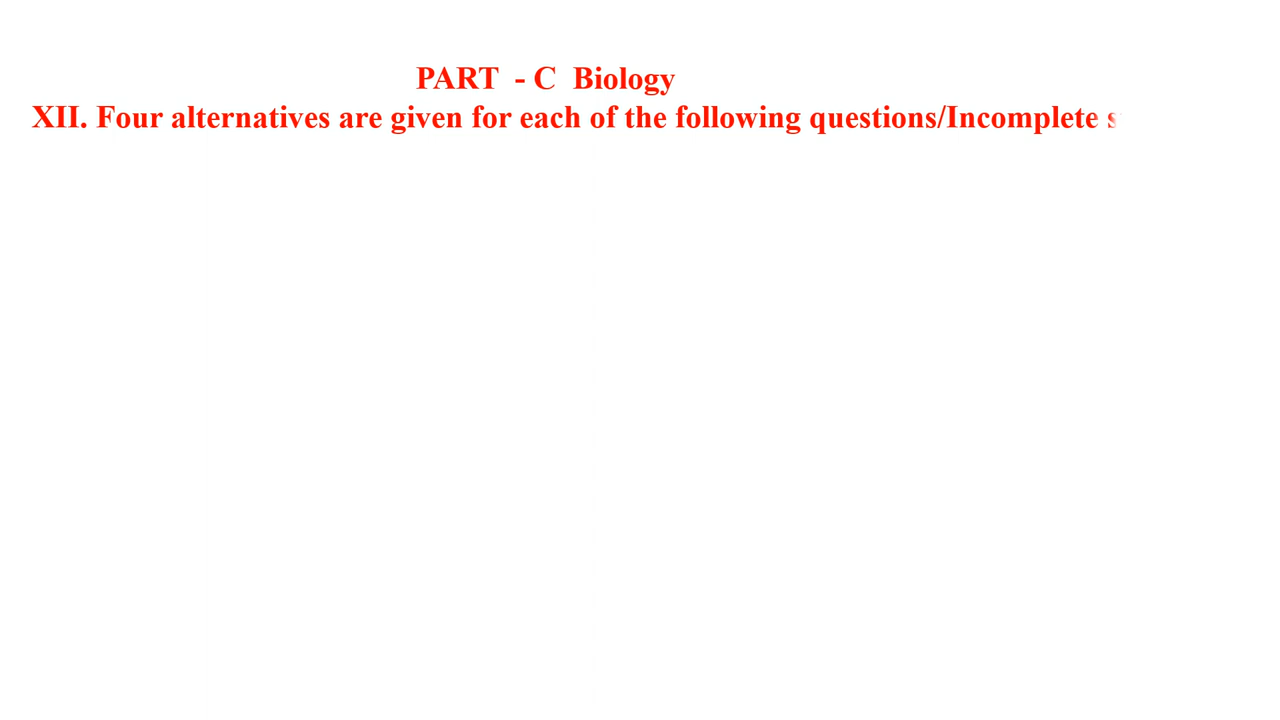 PART - C Biology
XII. Four alternatives are given for each of the following questions/Incomplete